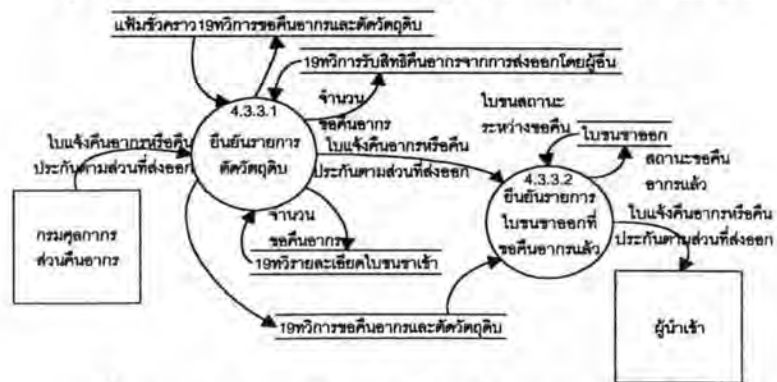 แฟ้มชั่วคราว19ทวิการขอคืนอากรและตัดวัตถุดิบ
19ทวิการรับสิทธิคืนอากรจากการส่งออกโดยผู้อื่น
4.3.3.1
ยืนยันรายการ
ตัดวัตถุดิบ
จำนวน
ขอคืนอากร
ใบแจ้งคืนอากรหรือคืน
ประกันตามส่วนที่ส่งออก
กรมศุลกากร
ส่วนคืนอากร
ใบแจ้งคืนอากรหรือคืน
ประกันตามส่วนที่ส่งออก
ใบขนสถานะ
ระหว่างขอคืน
ใบขนขาออก
สถานะขอคืน
อากรแล้ว
4.3.3.2
ยืนยันรายการ
ใบขนขาออกที่
ขอคืนอากรแล้ว
ใบแจ้งคืนอากรหรือคืน
ประกันตามส่วนที่ส่งออก
จำนวน
ขอคืนอากร
19ทวิรายละเอียดใบขนขาเข้า
19ทวิการขอคืนอากรและตัดวัตถุดิบ
ผู้นำเข้า